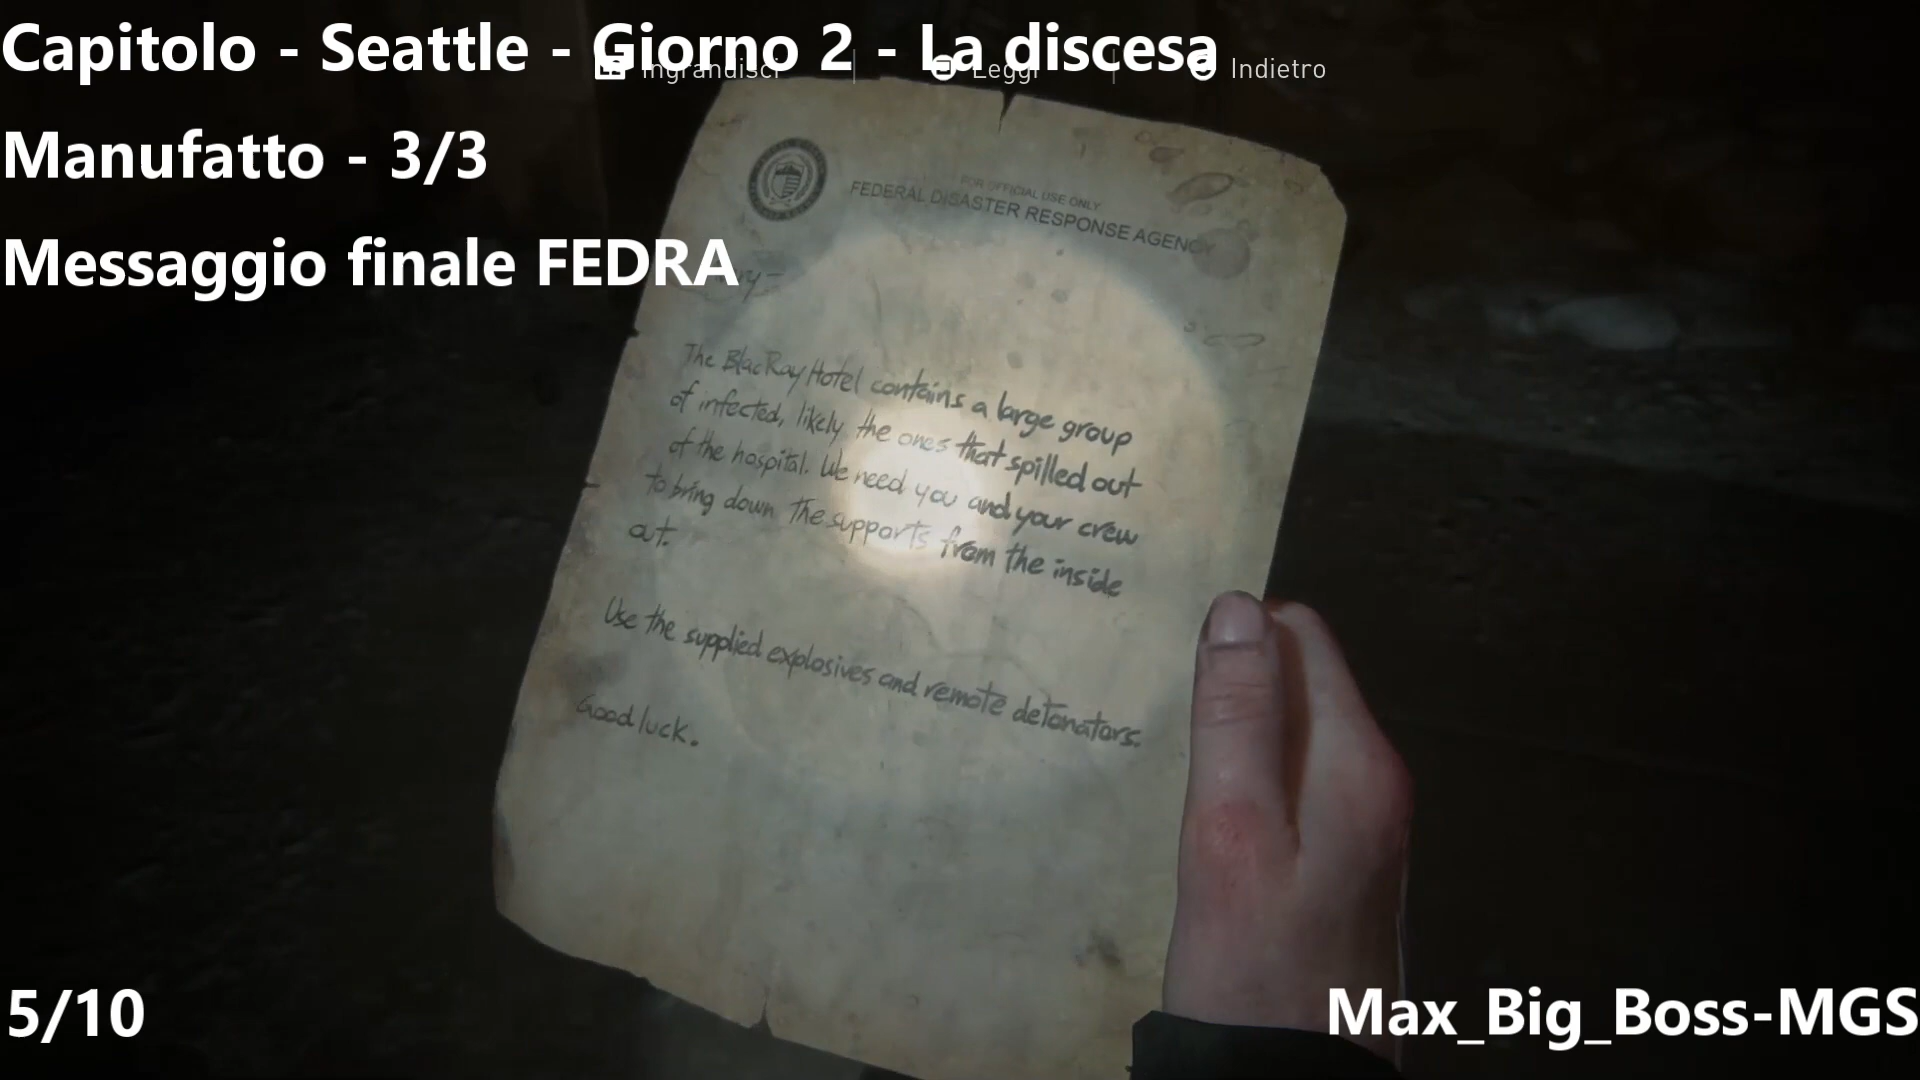 Capitolo - Seattle - Giorno 2 - La discesa
Ingrandisci | Leggi | Indietro
Manufatto - 3/3
Messaggio finale FEDRA
FOR OFFICIAL USE ONLY
FEDERAL DISASTER RESPONSE AGENCY
The BlacRay Hotel contains a large group
of infected, likely the ones that spilled out
of the hospital. We need you and your crew
to bring down the supports from the inside
out.
Use the supplied explosives and remote detonators.
Good luck.
5/10
Max_Big_Boss-MGS